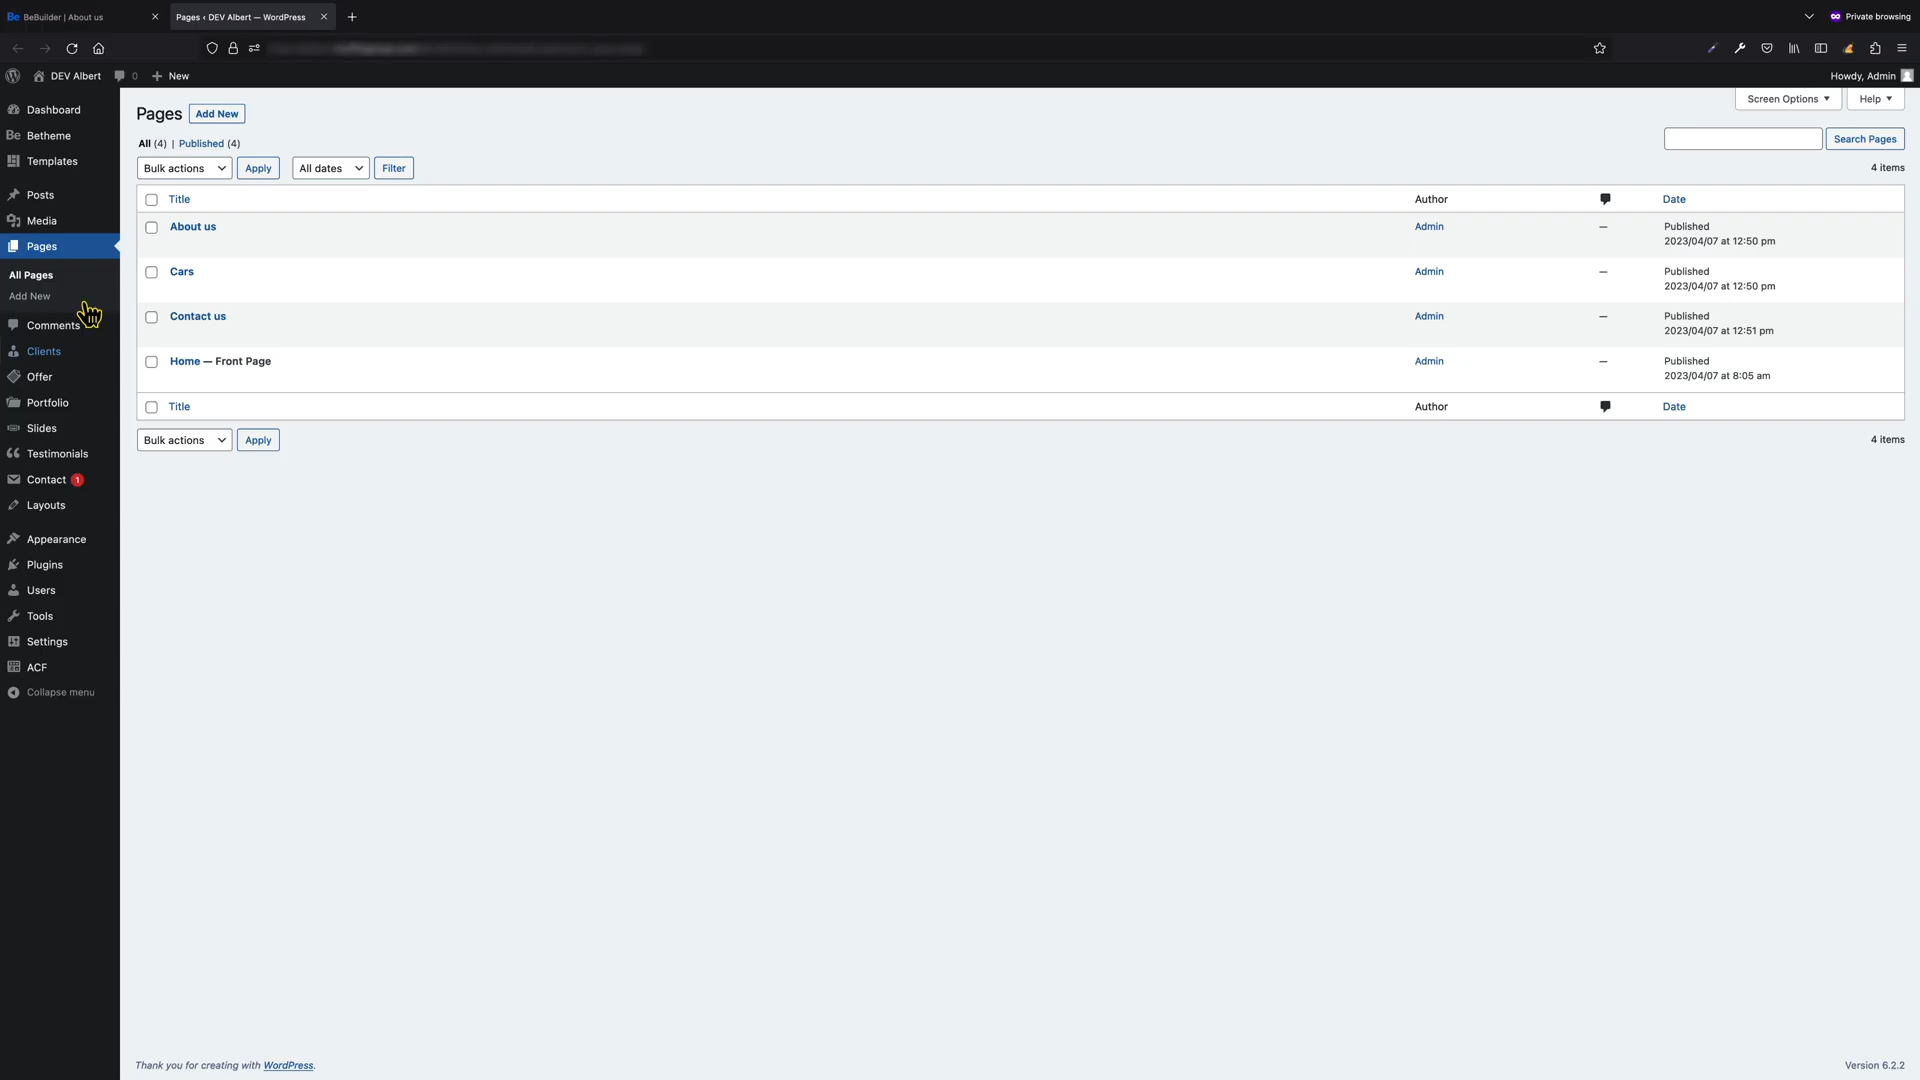 Be BeBuilder | About us
Pages ‹ DEV Albert — WordPress
Private browsing
DEV Albert
0
New
Howdy, Admin
Dashboard
Be Betheme
Templates
Posts
Media
Pages
All Pages
Add New
Comments
Clients
Offer
Portfolio
Slides
Testimonials
Contact 1
Layouts
Appearance
Plugins
Users
Tools
Settings
ACF
Collapse menu
Pages Add New
Screen Options Help
All (4) | Published (4)
Search Pages
Bulk actions Apply All dates Filter
4 items
Title Author Date
About us Admin — Published
2023/04/07 at 12:50 pm
Cars Admin — Published
2023/04/07 at 12:50 pm
Contact us Admin — Published
2023/04/07 at 12:51 pm
Home — Front Page Admin — Published
2023/04/07 at 8:05 am
Title Author Date
Bulk actions Apply
4 items
Thank you for creating with WordPress.
Version 6.2.2